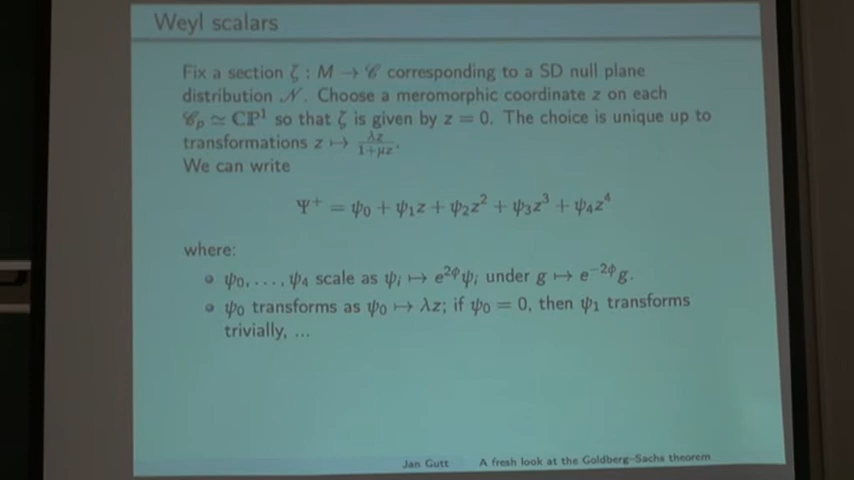 Weyl scalars
Fix a section ζ : M → 𝒞 corresponding to a SD null plane
distribution 𝒩. Choose a meromorphic coordinate z on each
𝒞ₚ ≃ ℂℙ¹ so that ζ is given by z = 0. The choice is unique up to
transformations z ↦ λz/(1+μz).
We can write
Ψ⁺ = ψ₀ + ψ₁z + ψ₂z² + ψ₃z³ + ψ₄z⁴
where:
• ψ₀, . . . , ψ₄ scale as ψᵢ ↦ e^{2ϕ}ψᵢ under g ↦ e^{−2ϕ}g.
• ψ₀ transforms as ψ₀ ↦ λz; if ψ₀ = 0, then ψ₁ transforms
trivially, ...
Jan Gutt A fresh look at the Goldberg–Sachs theorem